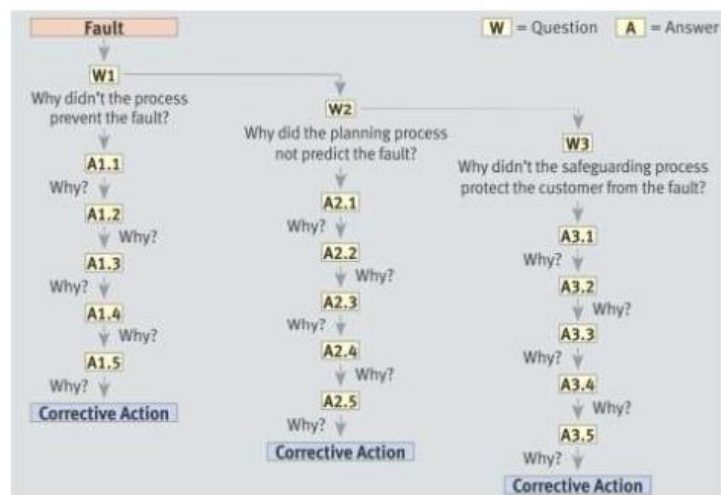 Fault
W = Question A = Answer
W1
Why didn't the process
prevent the fault?
A1.1
Why?
A1.2
Why?
A1.3
Why?
A1.4
Why?
A1.5
Why?
Corrective Action
W2
Why did the planning process
not predict the fault?
A2.1
Why?
A2.2
Why?
A2.3
Why?
A2.4
Why?
A2.5
Why?
Corrective Action
W3
Why didn't the safeguarding process
protect the customer from the fault?
A3.1
Why?
A3.2
Why?
A3.3
Why?
A3.4
Why?
A3.5
Why?
Corrective Action